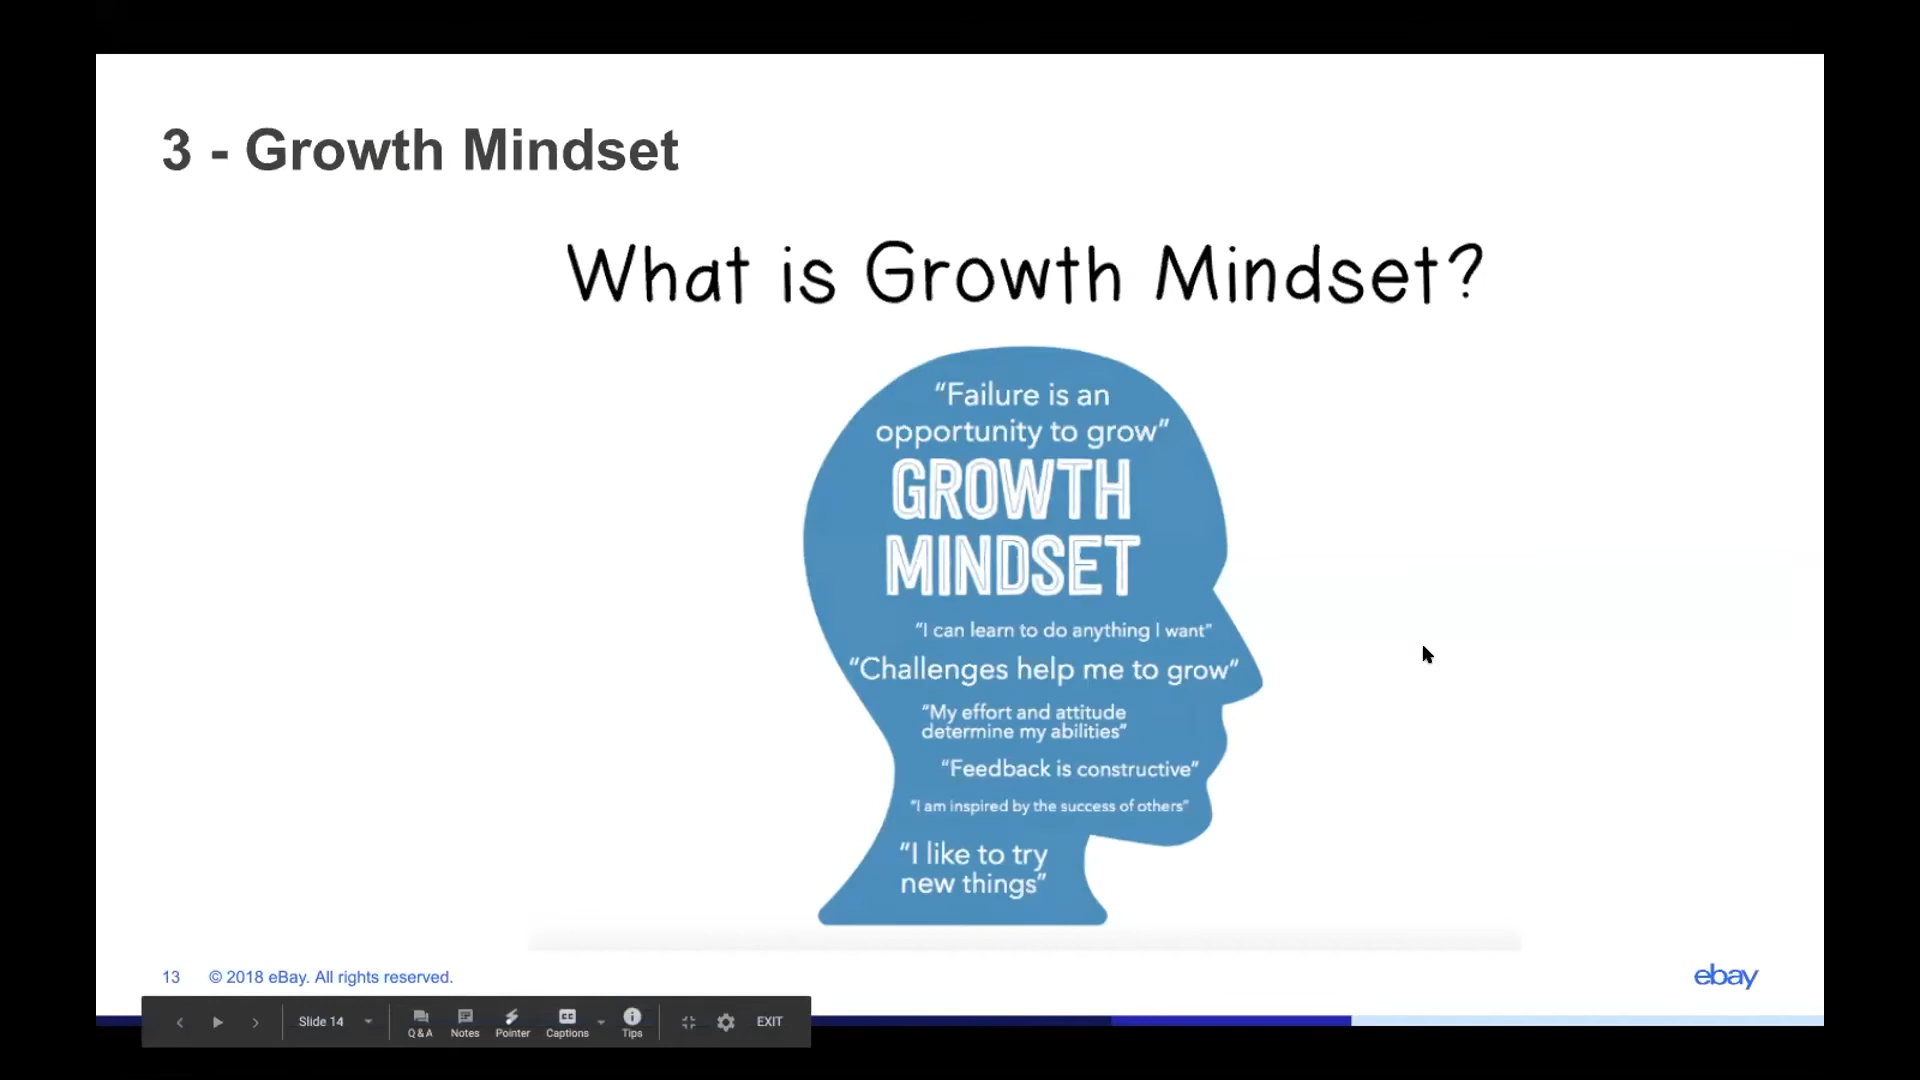 3 - Growth Mindset
What is Growth Mindset?
“Failure is an
opportunity to grow”
GROWTH
MINDSET
“I can learn to do anything I want”
“Challenges help me to grow”
“My effort and attitude
determine my abilities”
“Feedback is constructive”
“I am inspired by the success of others”
“I like to try
new things”
13 © 2018 eBay. All rights reserved.
ebay
Slide 14
Q&A Notes Pointer Captions Tips EXIT